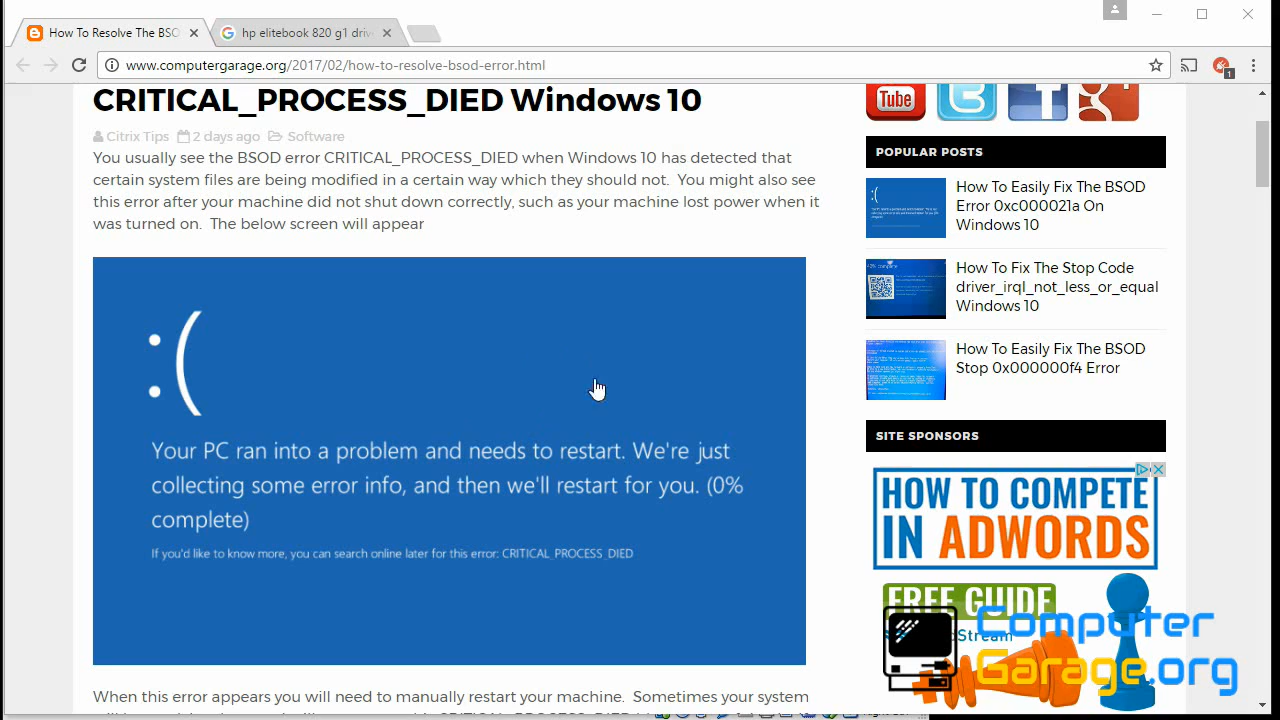 How To Resolve The BSO
hp elitebook 820 g1 driv
www.computergarage.org/2017/02/how-to-resolve-bsod-error.html
1
CRITICAL_PROCESS_DIED Windows 10
Citrix Tips 2 days ago Software
You usually see the BSOD error CRITICAL_PROCESS_DIED when Windows 10 has detected that
certain system files are being modified in a certain way which they should not. You might also see
this error after your machine did not shut down correctly, such as your machine lost power when it
was turned on. The below screen will appear
:(
Your PC ran into a problem and needs to restart. We're just
collecting some error info, and then we'll restart for you. (0%
complete)
If you'd like to know more, you can search online later for this error: CRITICAL_PROCESS_DIED
When this error appears you will need to manually restart your machine. Sometimes your system
Tube
POPULAR POSTS
How To Easily Fix The BSOD
Error 0xc000021a On
Windows 10
How To Fix The Stop Code
driver_irql_not_less_or_equal
Windows 10
How To Easily Fix The BSOD
Stop 0x000000f4 Error
SITE SPONSORS
HOW TO COMPETE
IN ADWORDS
FREE GUIDE
Stream
Computer
Garage.org